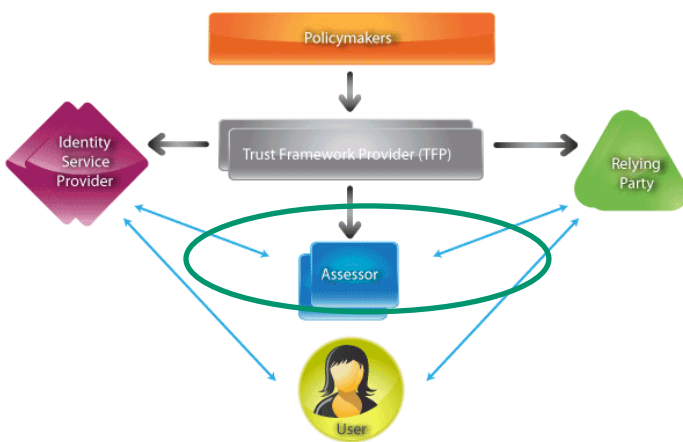 Policymakers
Trust Framework Provider (TFP)
Identity
Service
Provider
Relying
Party
Assessor
User